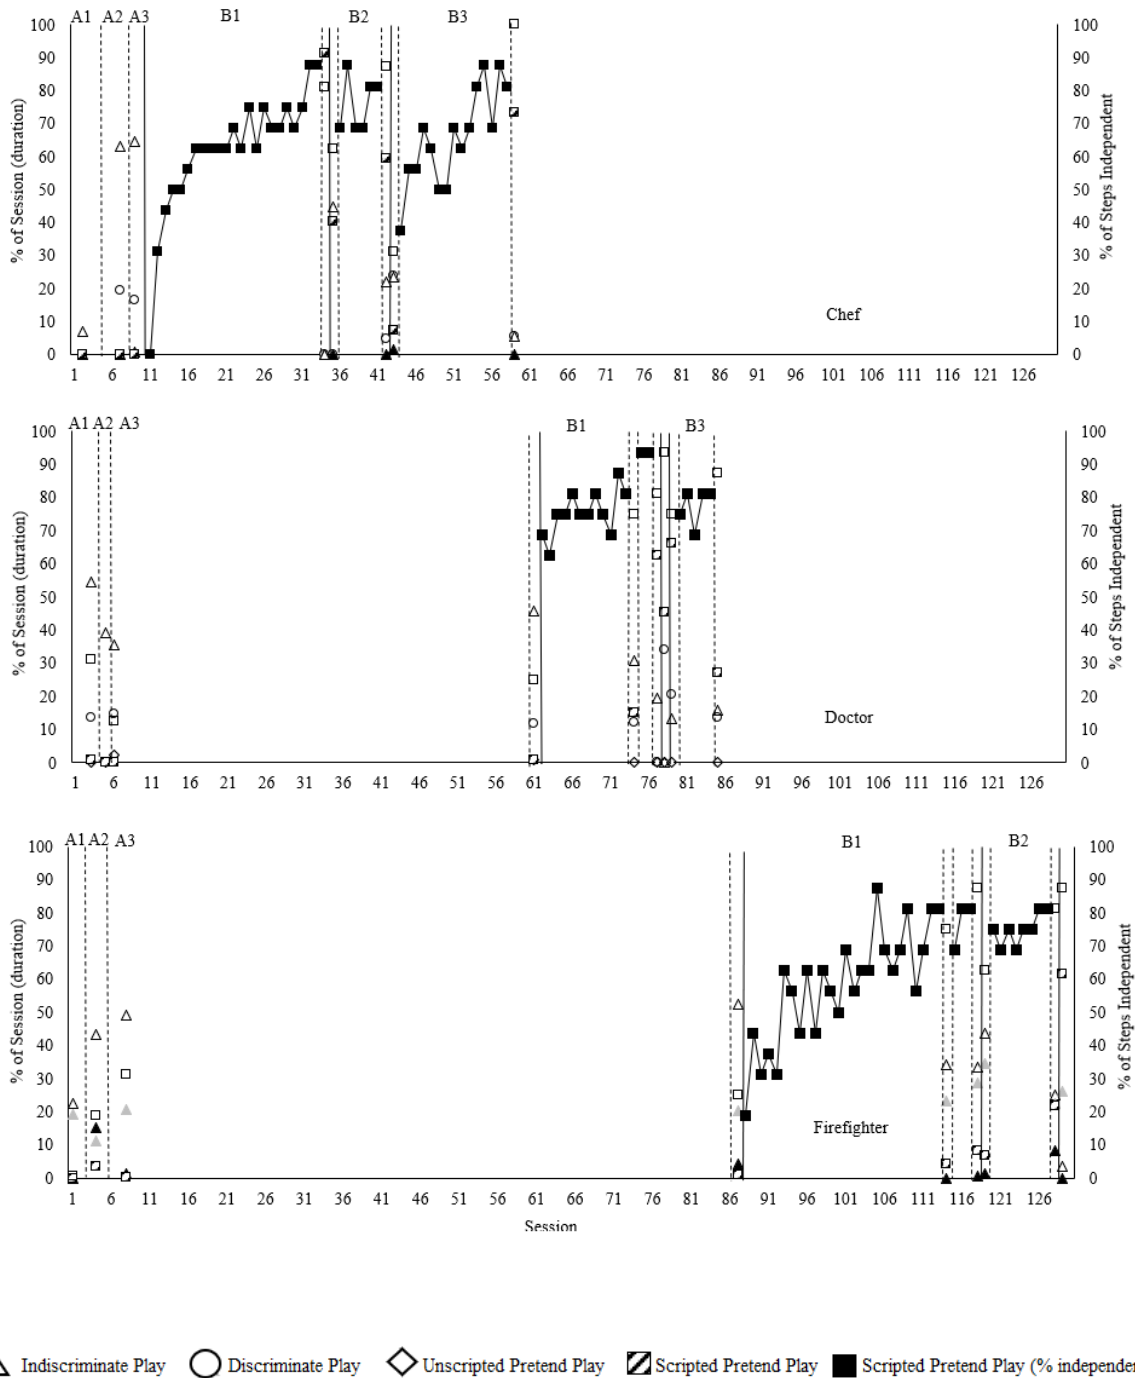 A1 A2 A3 B1 B2 B3
100 100
90 90
80 80
70 70
60 60
50 50
40 40
30 30
20 20
10 10
0 0
% of Session (duration)
% of Steps Independent
Chef
1 6 11 16 21 26 31 36 41 46 51 56 61 66 71 76 81 86 91 96 101 106 111 116 121 126
A1 A2 A3 B1 B3
100 100
90 90
80 80
70 70
60 60
50 50
40 40
30 30
20 20
10 10
0 0
% of Session (duration)
% of Steps Independent
Doctor
1 6 11 16 21 26 31 36 41 46 51 56 61 66 71 76 81 86 91 96 101 106 111 116 121 126
A1 A2 A3 B1 B2
100 100
90 90
80 80
70 70
60 60
50 50
40 40
30 30
20 20
10 10
0 0
% of Session (duration)
% of Steps Independent
Firefighter
1 6 11 16 21 26 31 36 41 46 51 56 61 66 71 76 81 86 91 96 101 106 111 116 121 126
Session
Indiscriminate Play Discriminate Play Unscripted Pretend Play Scripted Pretend Play Scripted Pretend Play (% independen